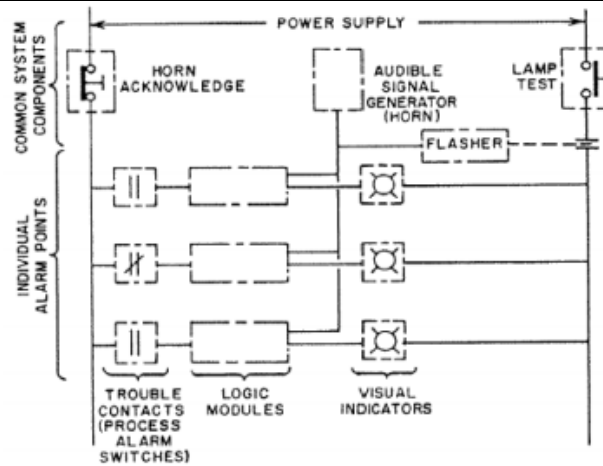 POWER SUPPLY
COMMON SYSTEM
COMPONENTS
HORN
ACKNOWLEDGE
AUDIBLE
SIGNAL
GENERATOR
(HORN)
LAMP
TEST
FLASHER
INDIVIDUAL
ALARM POINTS
TROUBLE
CONTACTS
(PROCESS
ALARM
SWITCHES)
LOGIC
MODULES
VISUAL
INDICATORS